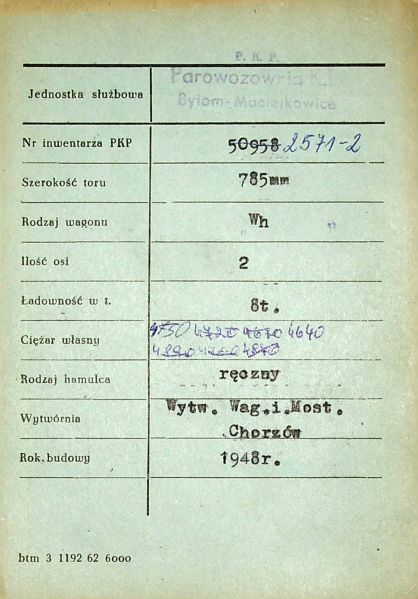 P. K. P.
Parowozownia K.D.
Bytom-Maciejkowice
Jednostka służbowa
Nr inwentarza PKP 50958 2571-2
Szerokość toru 785mm
Rodzaj wagonu Wh
Ilość osi 2
Ładowność w t. 8t.
4750 4720 4640
Ciężar własny
Rodzaj hamulca ręczny
Wytwórnia Wytw. Wag.i.Most.
Chorzów
Rok.budowy 1948r.
btm 3 1192 62 6000